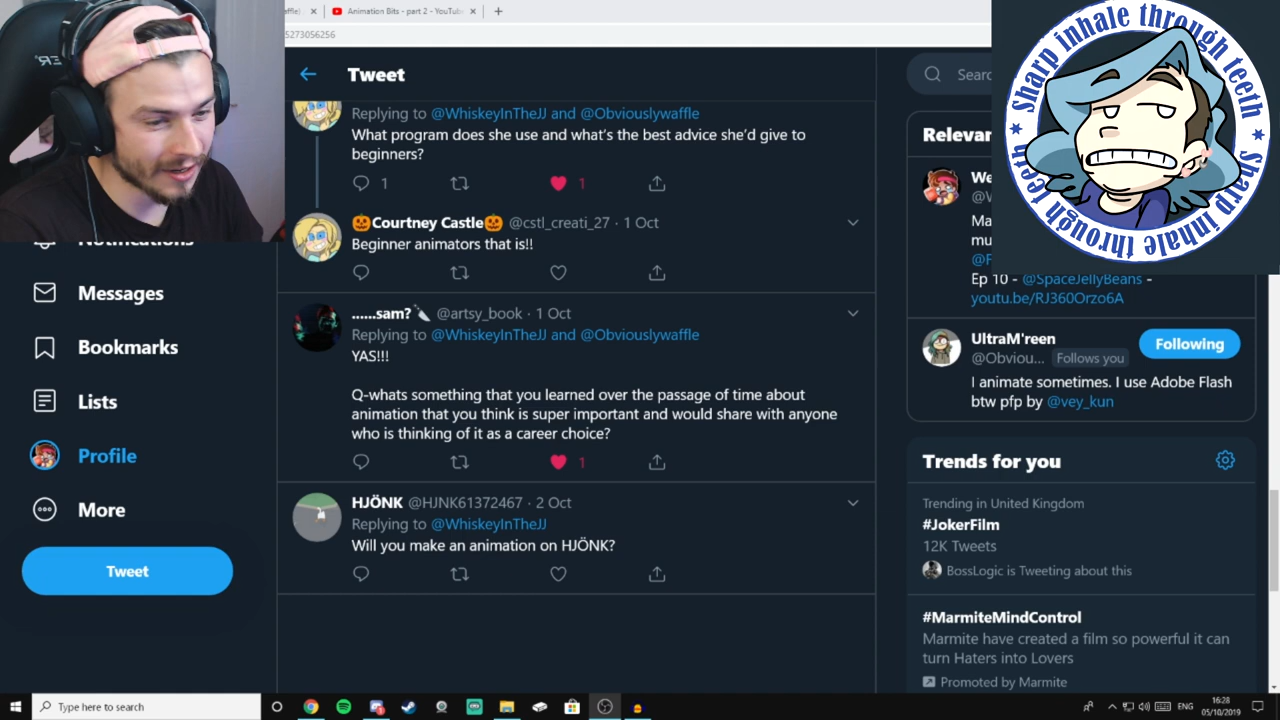 affle)
Animation Bits - part 2 - YouTube
5273056256
Tweet
Replying to @WhiskeyInTheJJ and @Obviouslywaffle
What program does she use and what's the best advice she'd give to
beginners?
1
1
🎃Courtney Castle🎃 @cstl_creati_27 · 1 Oct
Beginner animators that is!!
......sam?🔪 @artsy_book · 1 Oct
Replying to @WhiskeyInTheJJ and @Obviouslywaffle
YAS!!!
Q-whats something that you learned over the passage of time about
animation that you think is super important and would share with anyone
who is thinking of it as a career choice?
1
HJÖNK @HJNK61372467 · 2 Oct
Replying to @WhiskeyInTheJJ
Will you make an animation on HJÖNK?
Notifications
Messages
Bookmarks
Lists
Profile
More
Tweet
Searc
Relevan
We
@W
Ma
mu
@F
Ep 10 - @SpaceJellyBeans -
youtu.be/RJ360Orzo6A
UltraM'reen
@Obviou... Follows you
Following
I animate sometimes. I use Adobe Flash
btw pfp by @vey_kun
Trends for you
Trending in United Kingdom
#JokerFilm
12K Tweets
BossLogic is Tweeting about this
#MarmiteMindControl
Marmite have created a film so powerful it can
turn Haters into Lovers
Promoted by Marmite
Sharp inhale through teeth
Sharp inhale through teeth
Type here to search
ENG
16:28
05/10/2019